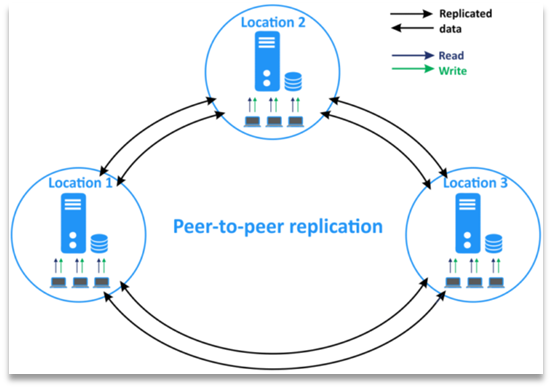 Location 2
Replicated
data
Read
Write
Location 1
Location 3
Peer-to-peer replication